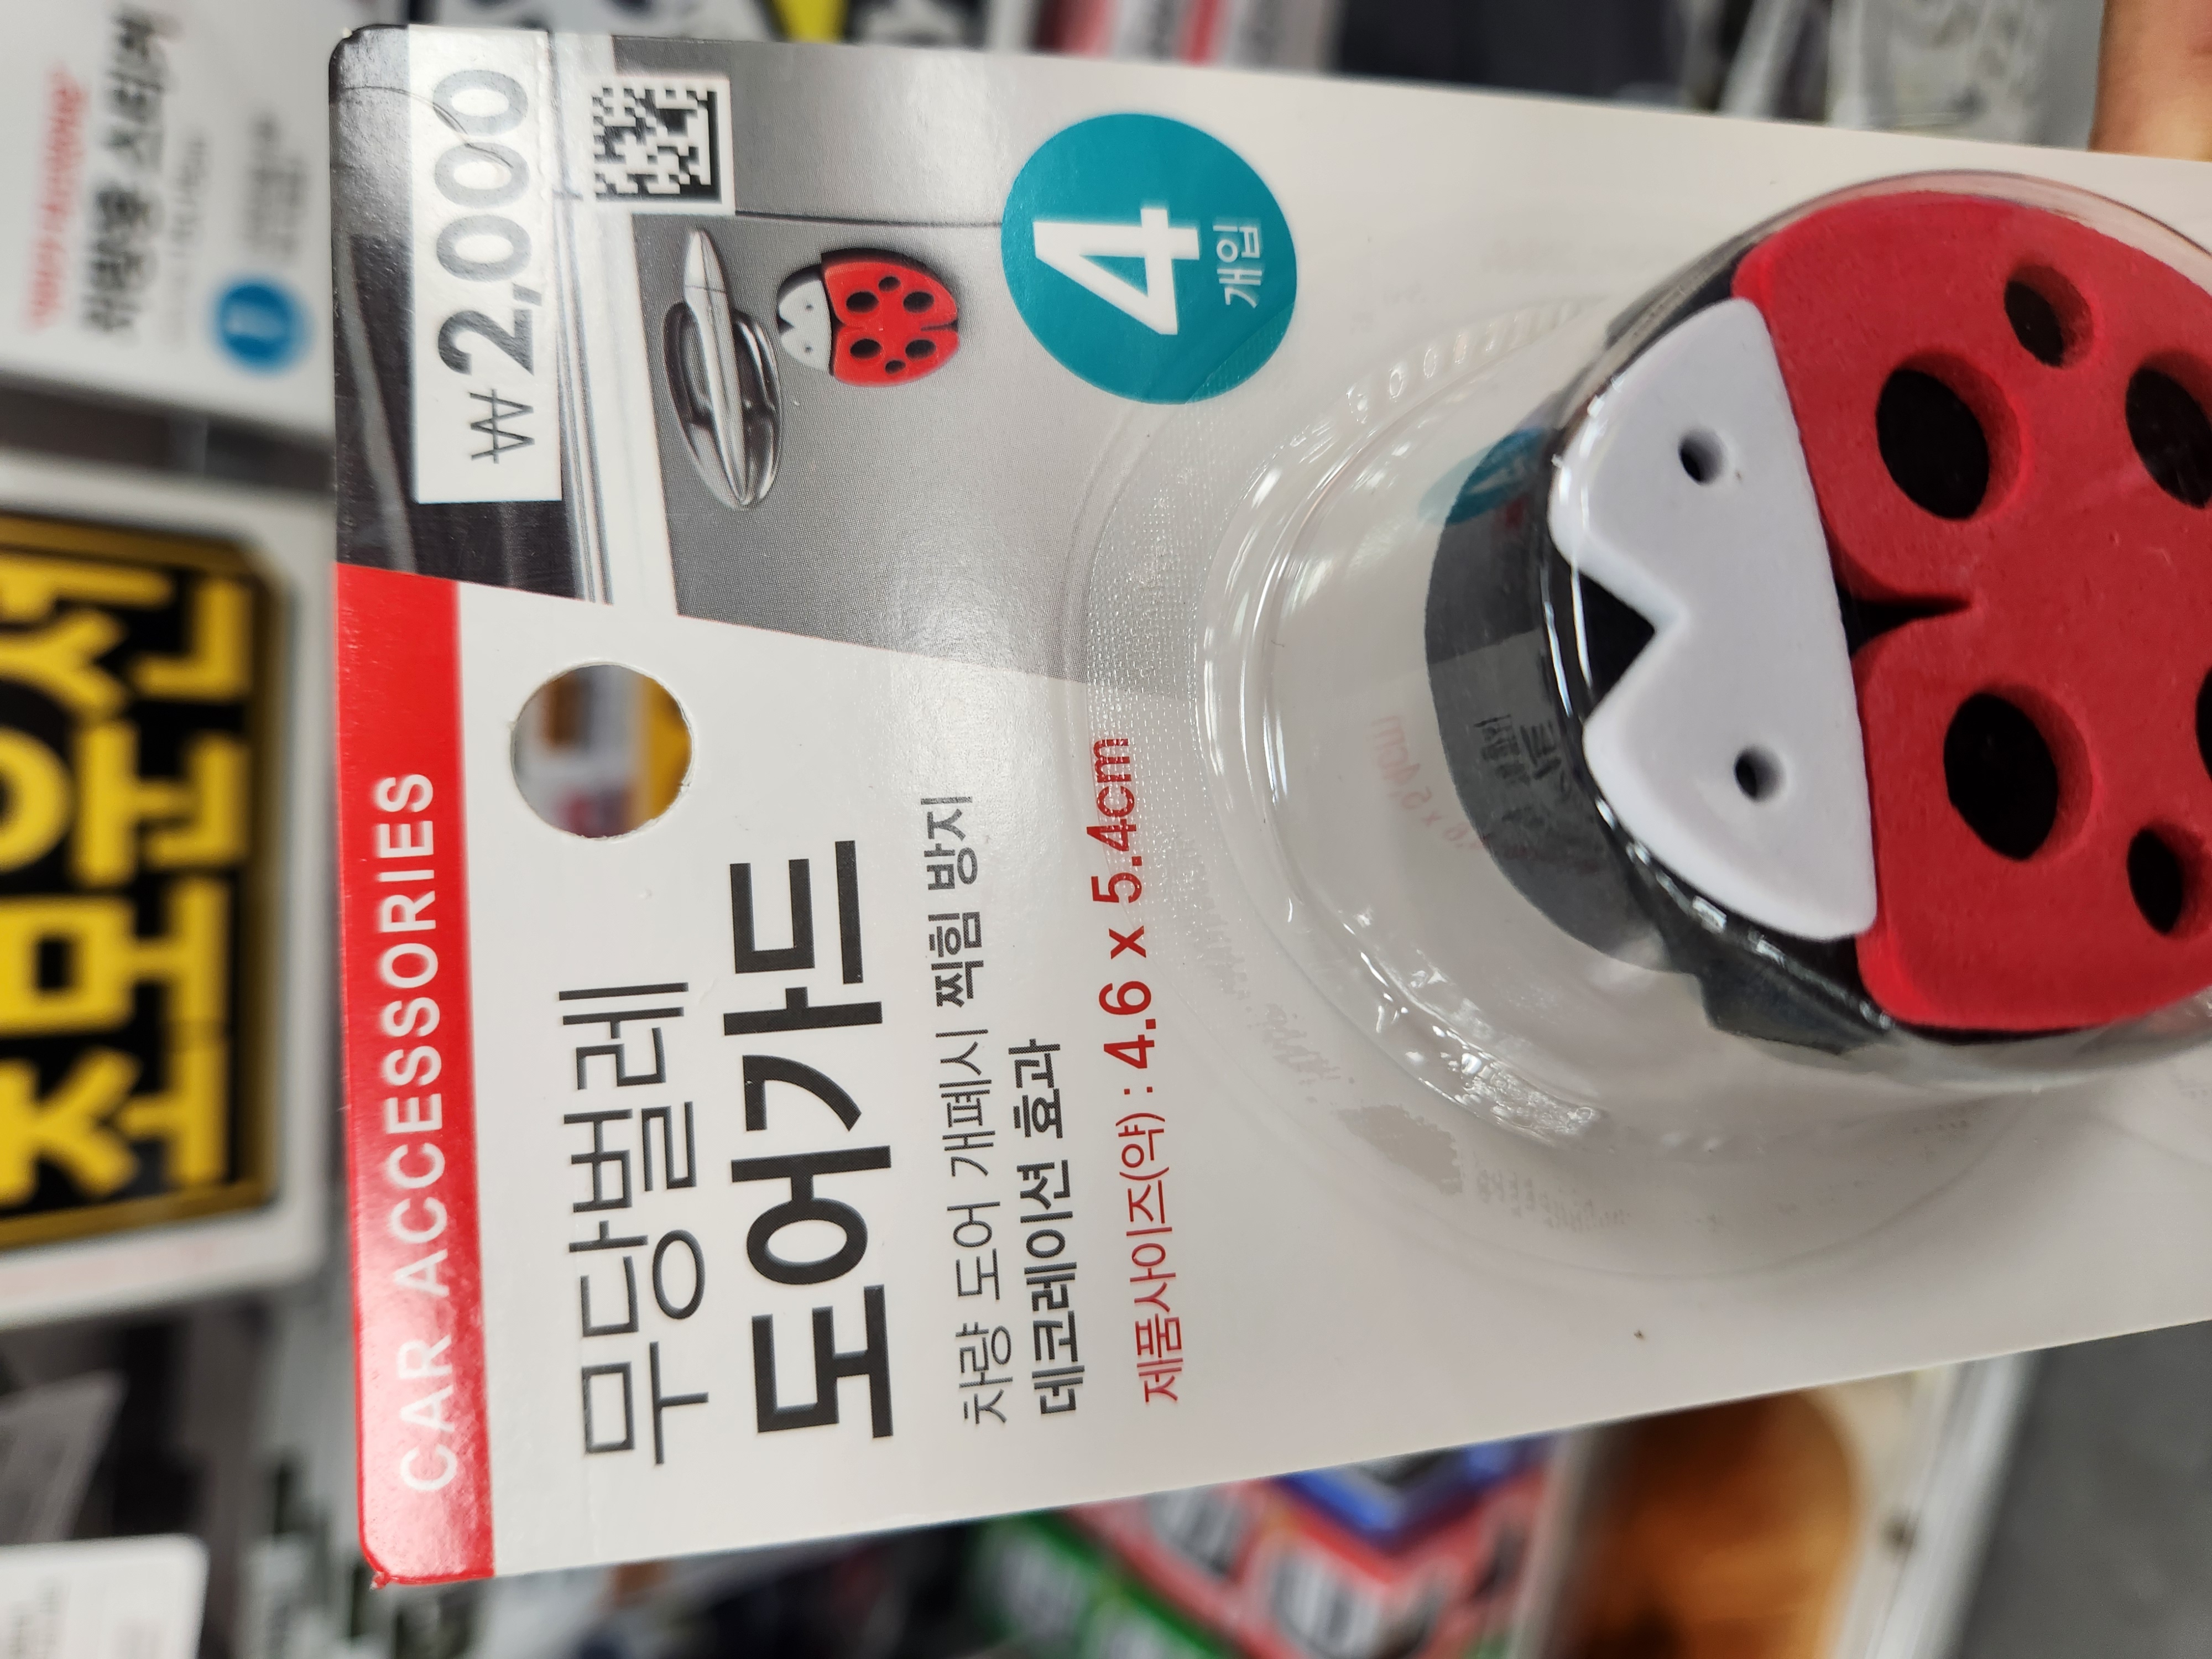 CAR ACCESSORIES
₩2,000
무당벌레
도어가드
차량 도어 개폐시 찍힘 방지
데코레이션 효과
제품사이즈(약) : 4.6 x 5.4cm
4
개입